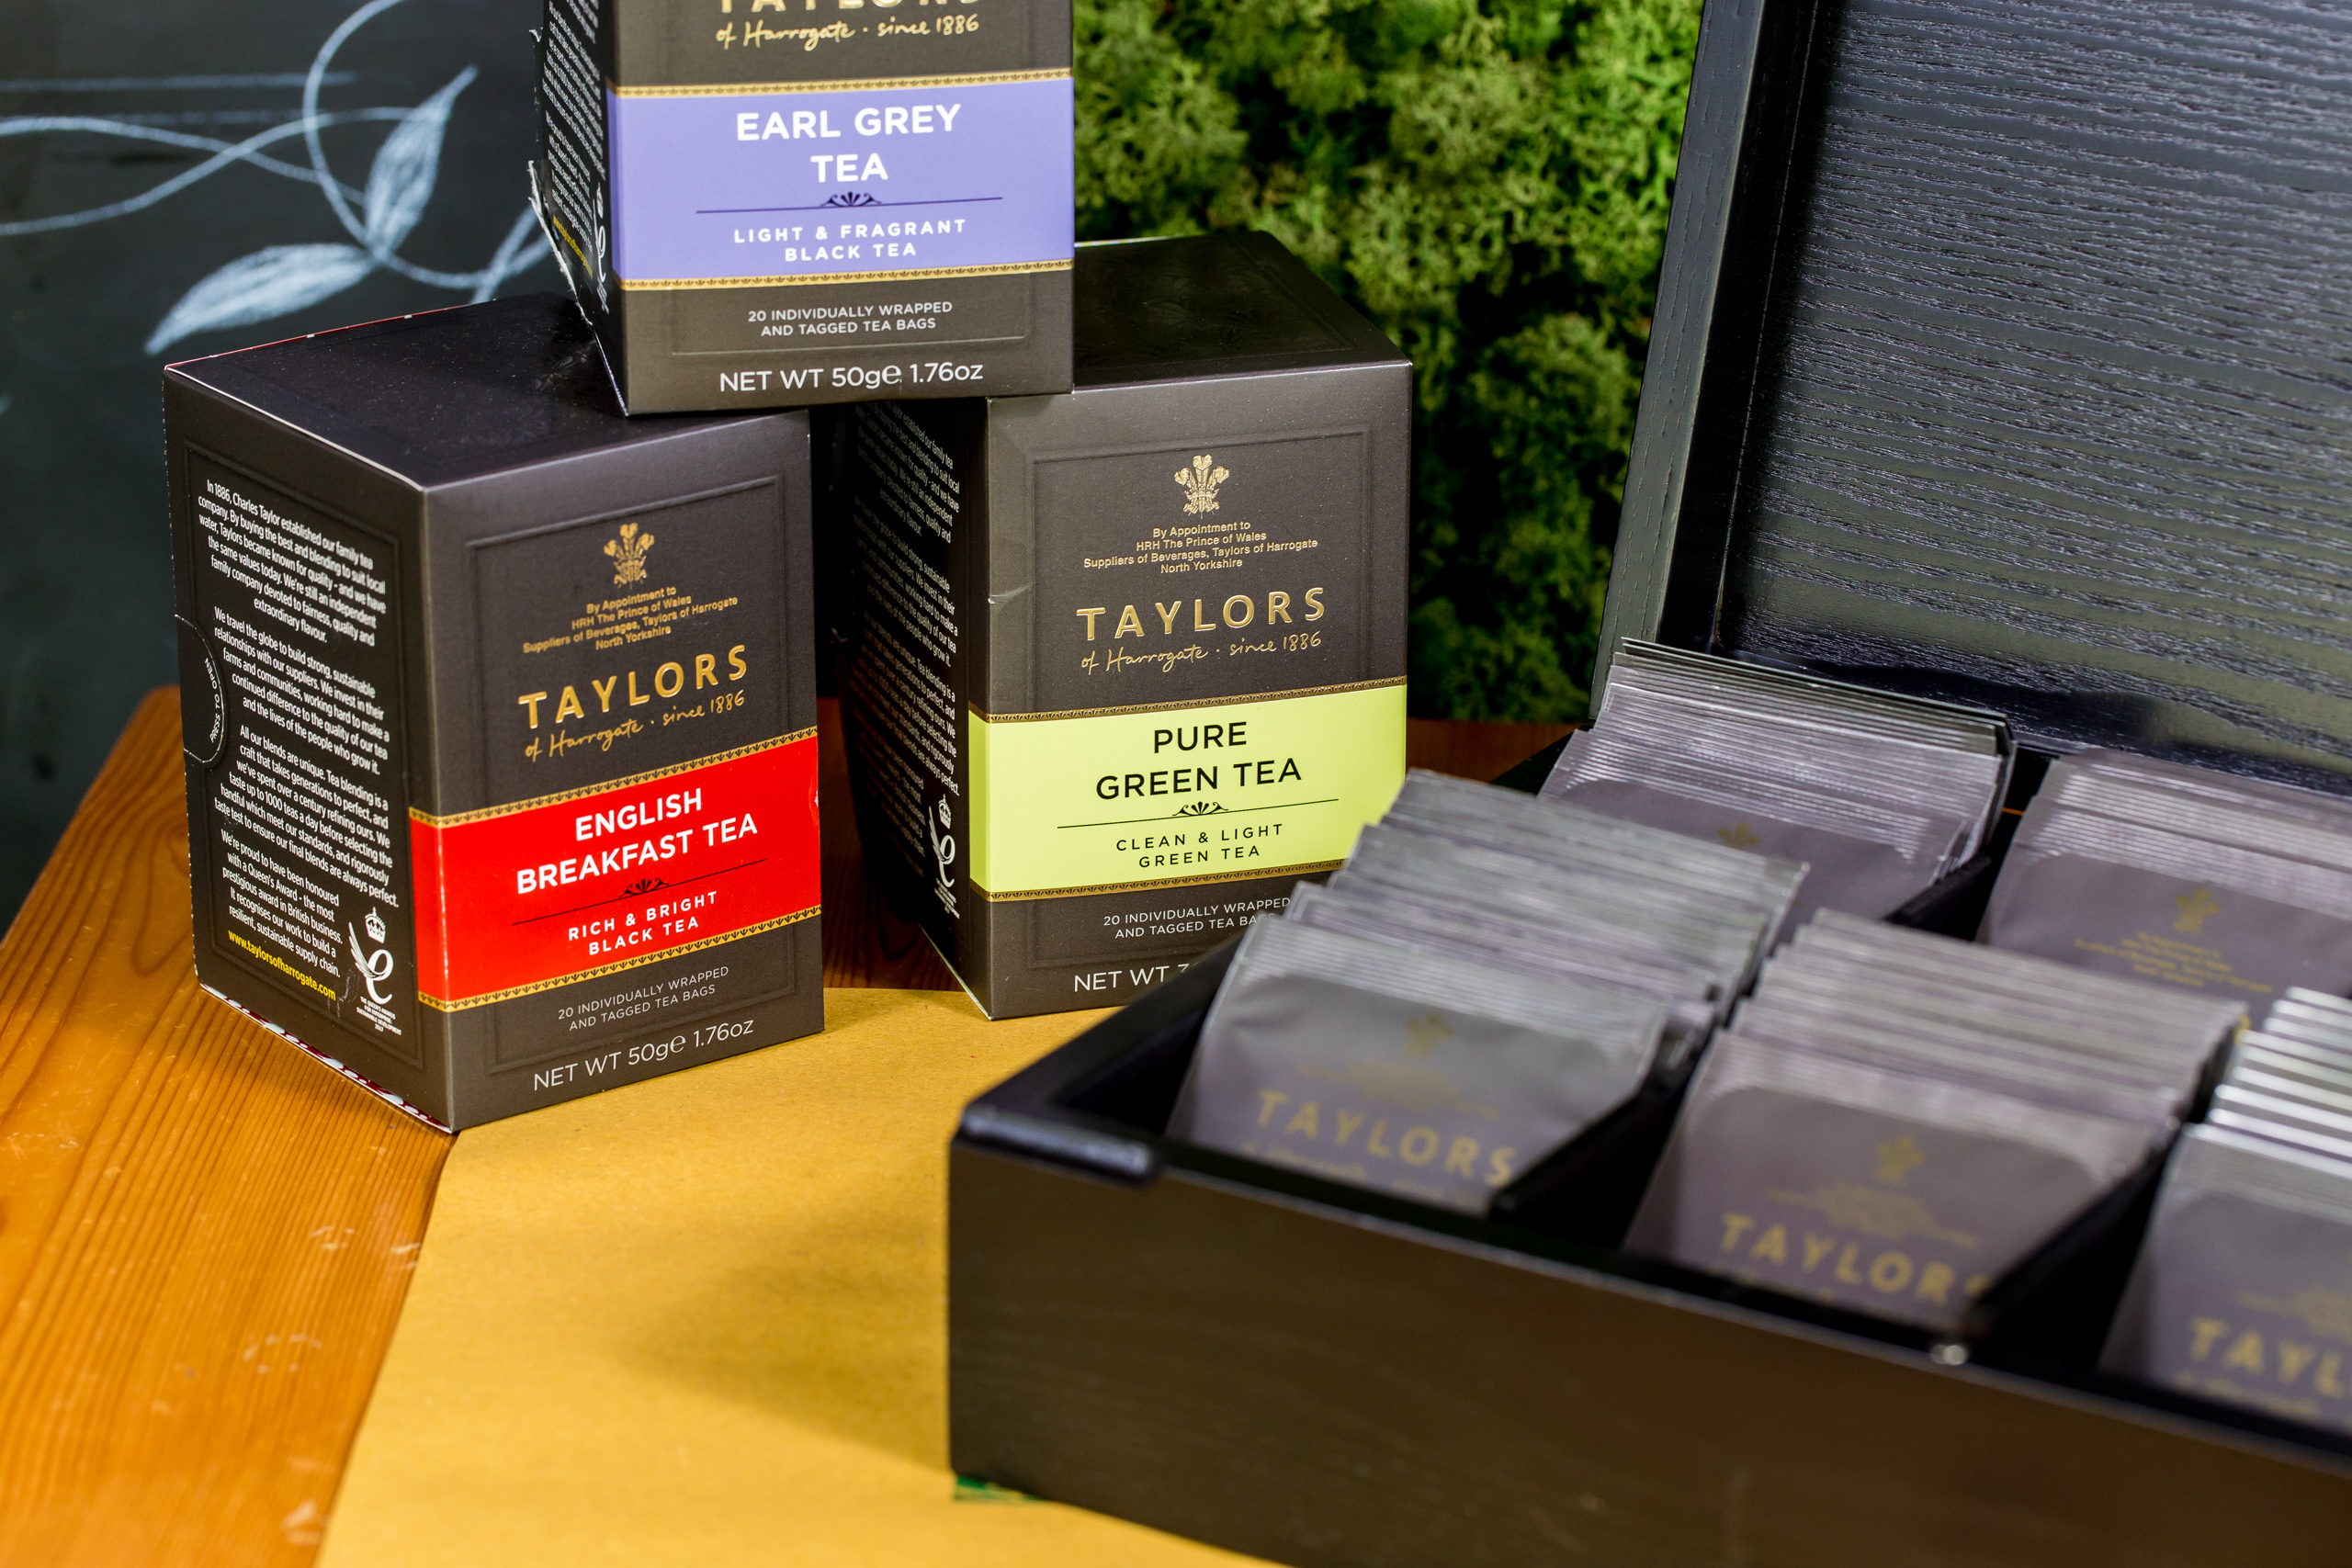 TAYLORS
of Harrogate · since 1886
EARL GREY
TEA
LIGHT & FRAGRANT
BLACK TEA
20 INDIVIDUALLY WRAPPED
AND TAGGED TEA BAGS
NET WT 50g℮ 1.76oz
In 1886, Charles Taylor established our family tea
company. By buying the best and blending to suit local
water, Taylors became known for quality - and we have
the same values today. We're still an independent
family company devoted to fairness, quality and
extraordinary flavour.
We travel the globe to build strong, sustainable
relationships with our suppliers. We invest in their
farms and communities, working hard to make a
continued difference to the quality of our tea
and the lives of the people who grow it.
All our blends are unique. Tea blending is a
craft that takes generations to perfect, and
we've spent over a century refining ours. We
taste up to 1000 teas a day before selecting the
handful which meet our standards, and rigorously
taste test to ensure our final blends are always perfect.
We're proud to have been honoured
with a Queen's Award - the most
prestigious award in British business.
It recognises our work to build a
resilient, sustainable supply chain.
www.taylorsofharrogate.com
PRESS TO OPEN
By Appointment to
HRH The Prince of Wales
Suppliers of Beverages, Taylors of Harrogate
North Yorkshire
TAYLORS
of Harrogate · since 1886
ENGLISH
BREAKFAST TEA
RICH & BRIGHT
BLACK TEA
20 INDIVIDUALLY WRAPPED
AND TAGGED TEA BAGS
NET WT 50g℮ 1.76oz
By Appointment to
HRH The Prince of Wales
Suppliers of Beverages, Taylors of Harrogate
North Yorkshire
TAYLORS
of Harrogate · since 1886
PURE
GREEN TEA
CLEAN & LIGHT
GREEN TEA
20 INDIVIDUALLY WRAPPED
AND TAGGED TEA BAGS
NET WT
TAYLORS
TAYLORS
TAYL